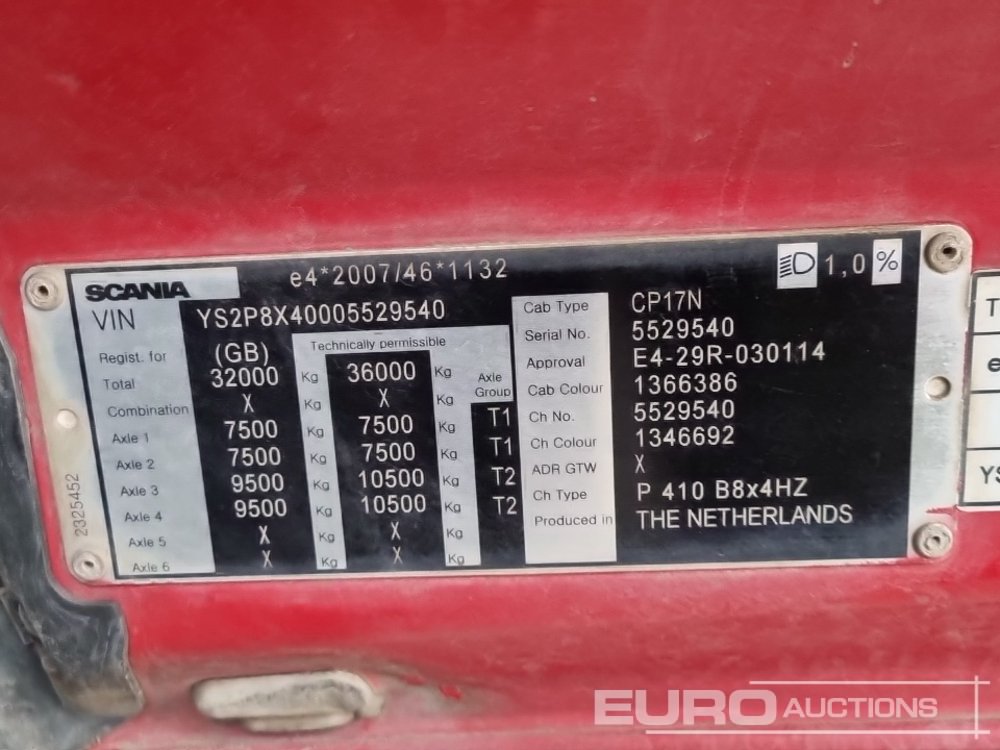 SCANIA e4*2007/46*1132 1,0 %
VIN YS2P8X40005529540
Regist. for (GB) Technically permissible
Total 32000 Kg 36000 Kg Axle Group
Combination X Kg X Kg
Axle 1 7500 Kg 7500 Kg T1
Axle 2 7500 Kg 7500 Kg T1
Axle 3 9500 Kg 10500 Kg T2
Axle 4 9500 Kg 10500 Kg T2
Axle 5 X Kg X Kg
Axle 6 X Kg X Kg
Cab Type CP17N
Serial No. 5529540
Approval E4-29R-030114
Cab Colour 1366386
Ch No. 5529540
Ch Colour 1346692
ADR GTW X
Ch Type P 410 B8x4HZ
Produced in THE NETHERLANDS
2325452
T
e
YS
EURO AUCTIONS